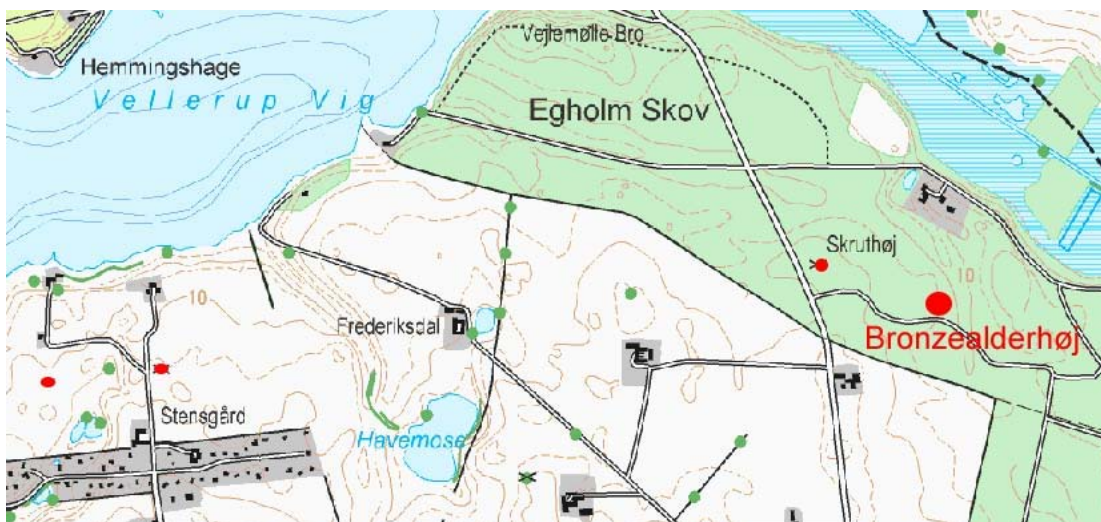 Vejlemølle Bro
Hemmingshage
Vellerup Vig
Egholm Skov
Skruthøj
10
10
Frederiksdal
Bronzealderhøj
Stensgård
Havemose